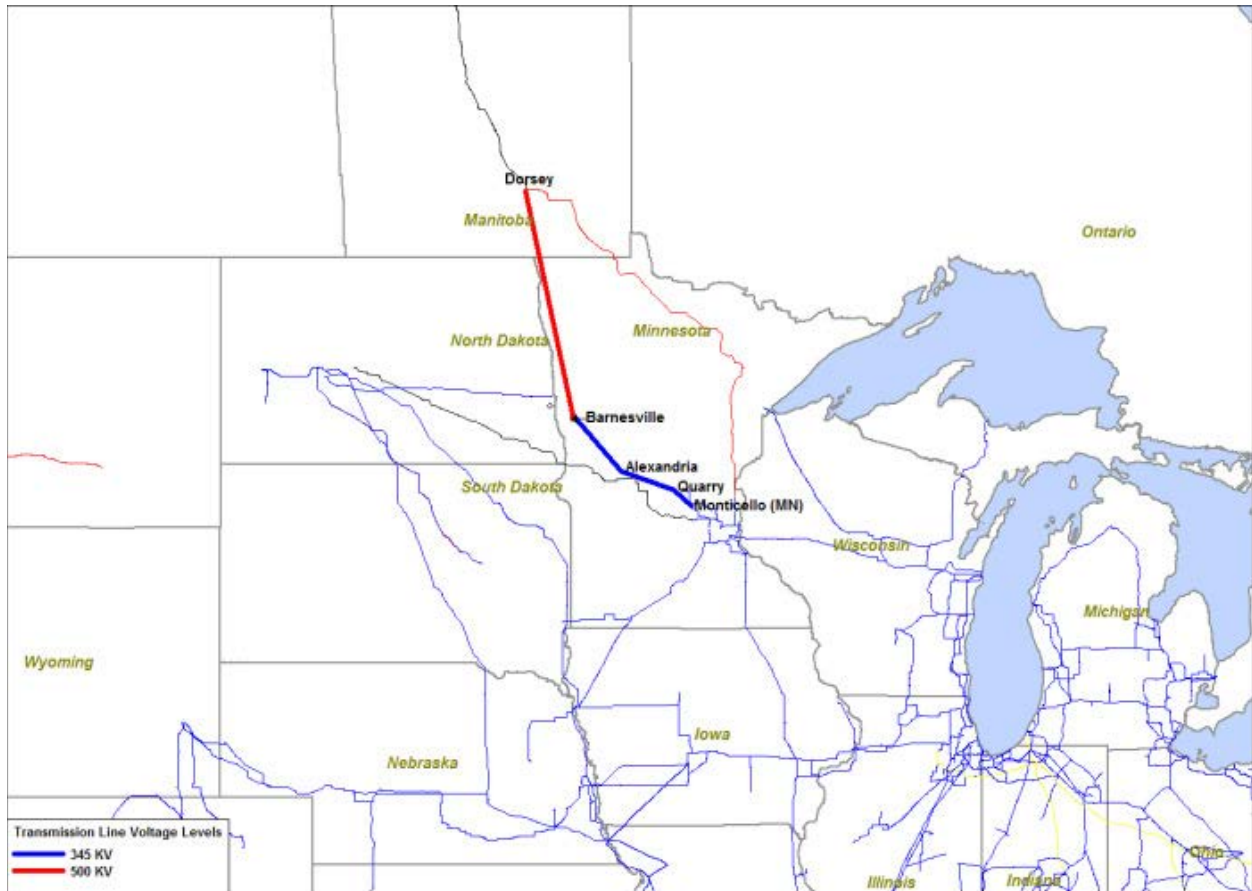 Dorsey
Manitoba
Ontario
North Dakota
Minnesota
Barnesville
Alexandria
South Dakota
Quarry
Monticello (MN)
Wisconsin
Michigan
Wyoming
Iowa
Nebraska
Transmission Line Voltage Levels
345 KV
500 KV
Illinois
Indiana
Ohio